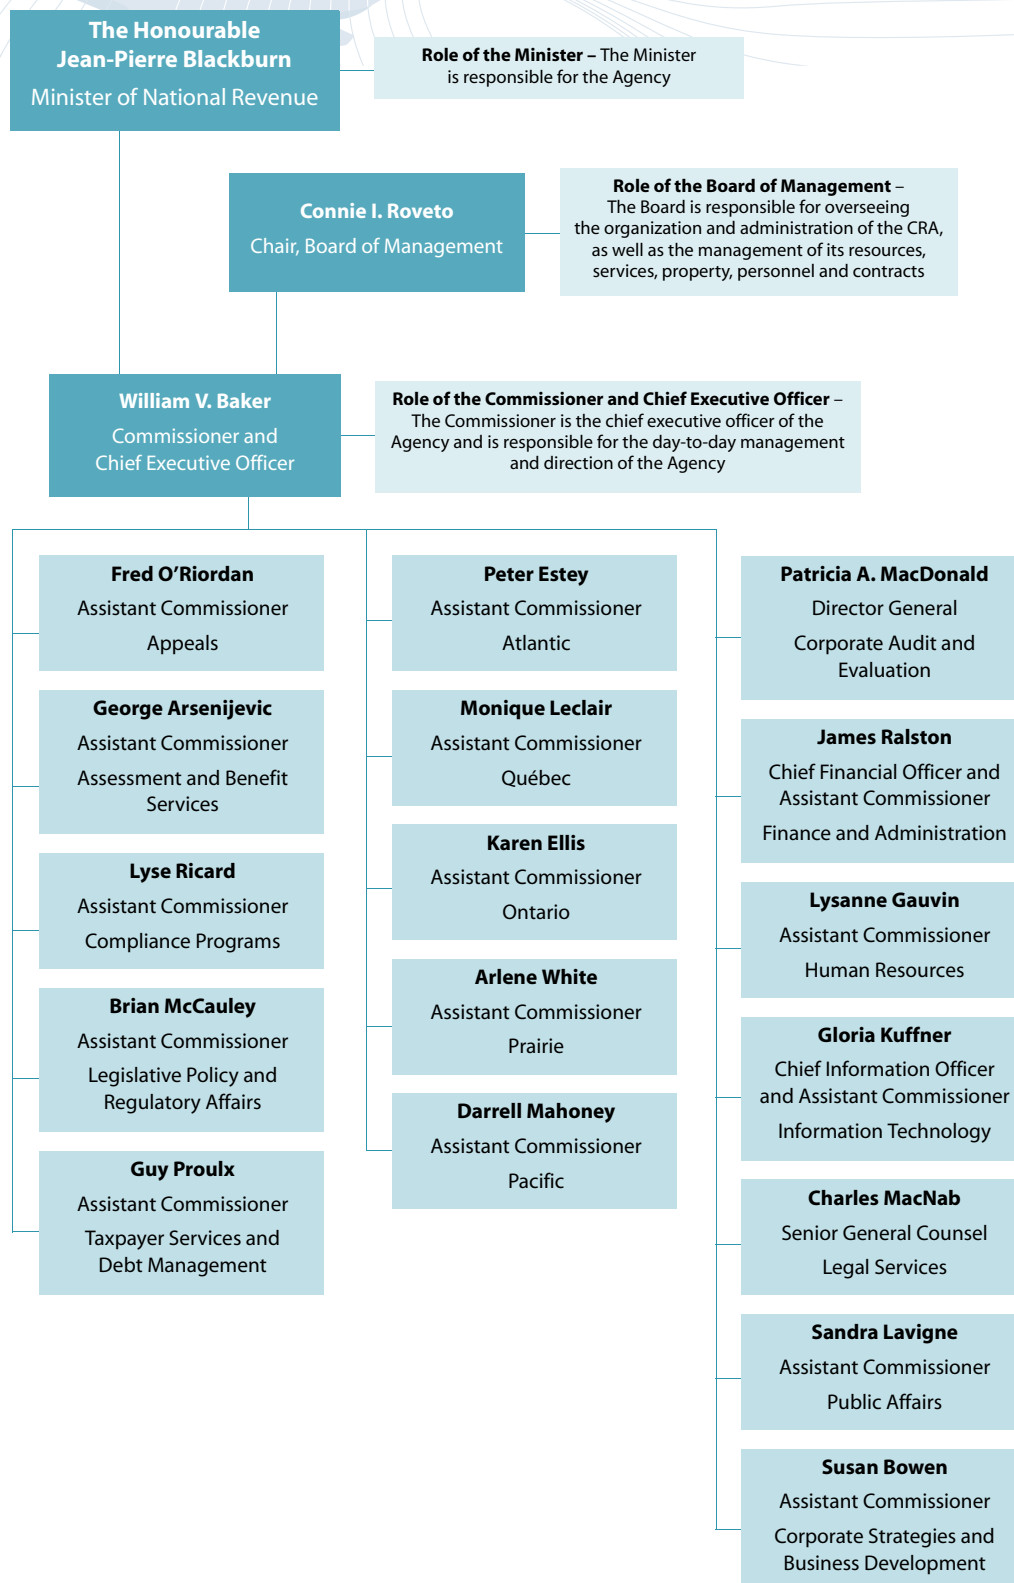 The Honourable
Jean-Pierre Blackburn
Minister of National Revenue
Role of the Minister – The Minister
is responsible for the Agency
Connie I. Roveto
Chair, Board of Management
Role of the Board of Management –
The Board is responsible for overseeing
the organization and administration of the CRA,
as well as the management of its resources,
services, property, personnel and contracts
William V. Baker
Commissioner and
Chief Executive Officer
Role of the Commissioner and Chief Executive Officer –
The Commissioner is the chief executive officer of the
Agency and is responsible for the day-to-day management
and direction of the Agency
Fred O’Riordan
Assistant Commissioner
Appeals
George Arsenijevic
Assistant Commissioner
Assessment and Benefit
Services
Lyse Ricard
Assistant Commissioner
Compliance Programs
Brian McCauley
Assistant Commissioner
Legislative Policy and
Regulatory Affairs
Guy Proulx
Assistant Commissioner
Taxpayer Services and
Debt Management
Peter Estey
Assistant Commissioner
Atlantic
Monique Leclair
Assistant Commissioner
Québec
Karen Ellis
Assistant Commissioner
Ontario
Arlene White
Assistant Commissioner
Prairie
Darrell Mahoney
Assistant Commissioner
Pacific
Patricia A. MacDonald
Director General
Corporate Audit and
Evaluation
James Ralston
Chief Financial Officer and
Assistant Commissioner
Finance and Administration
Lysanne Gauvin
Assistant Commissioner
Human Resources
Gloria Kuffner
Chief Information Officer
and Assistant Commissioner
Information Technology
Charles MacNab
Senior General Counsel
Legal Services
Sandra Lavigne
Assistant Commissioner
Public Affairs
Susan Bowen
Assistant Commissioner
Corporate Strategies and
Business Development